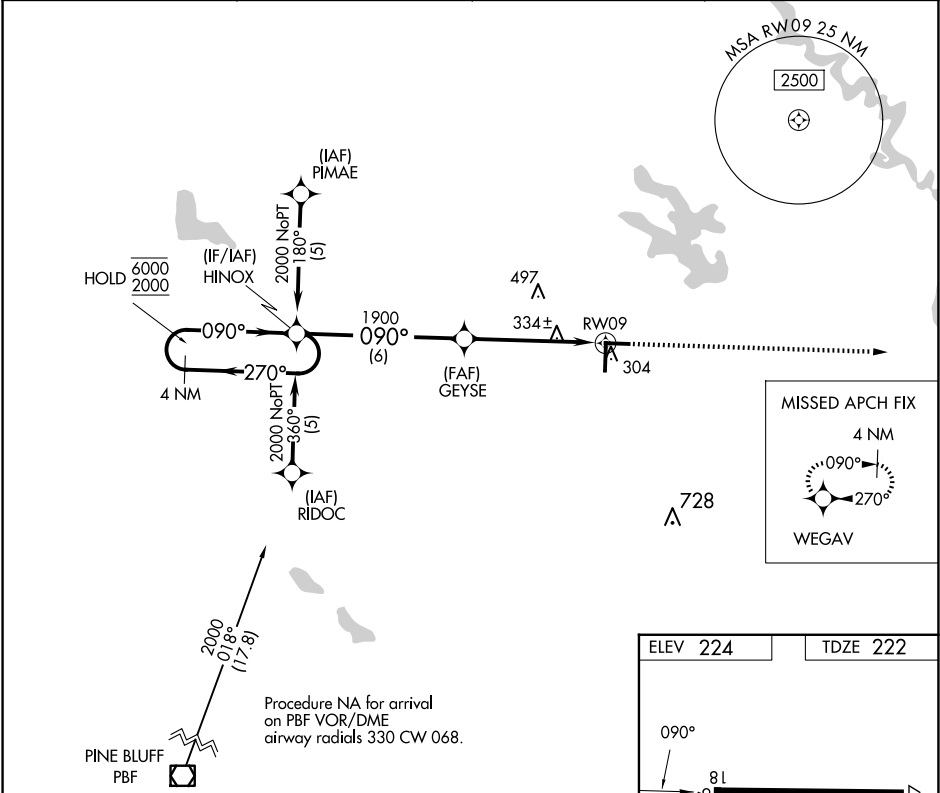 MSA RW09 25 NM
2500
(IAF)
PIMAE
2000 NoPT
180°
(5)
HOLD 6000
2000
(IF/IAF)
HINOX
090°
270°
4 NM
1900
090°
(6)
(FAF)
GEYSE
497
334±
RW09
304
2000 NoPT
360°
(5)
(IAF)
RIDOC
728
MISSED APCH FIX
4 NM
090°
270°
WEGAV
2000
018°
(17.8)
PINE BLUFF
PBF
Procedure NA for arrival
on PBF VOR/DME
airway radials 330 CW 068.
ELEV 224
TDZE 222
090°
18